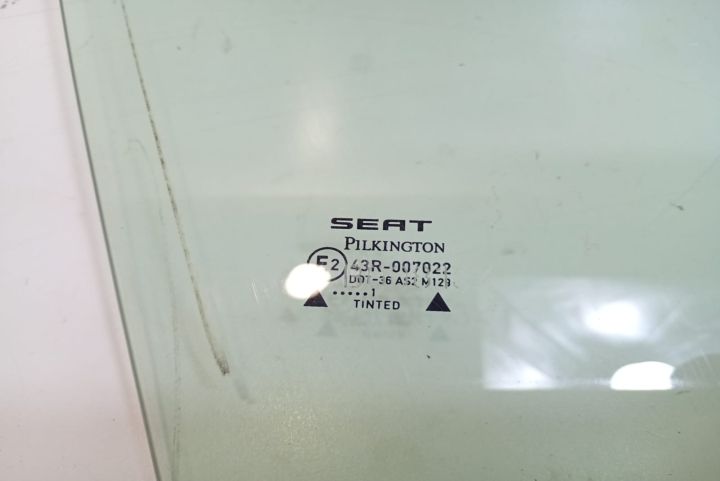 SEAT
PILKINGTON
E2 43R-007022
DOT-36 AS2 M128
.....1
TINTED